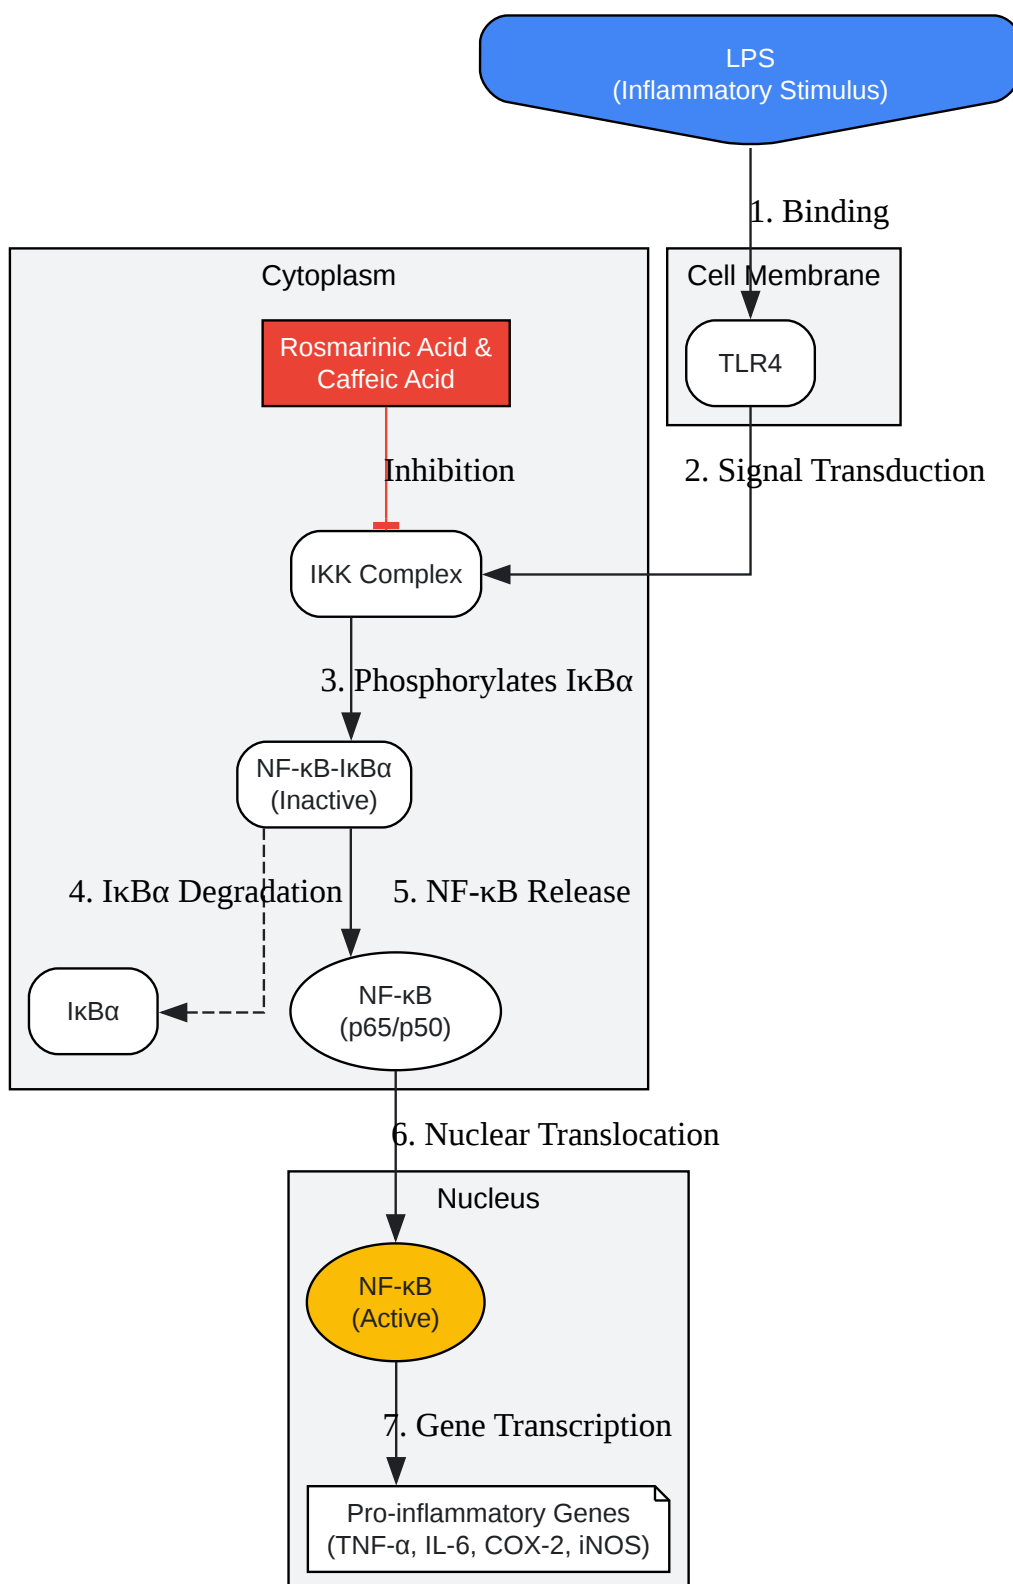 LPS
(Inflammatory Stimulus)
1. Binding
Cytoplasm
Cell Membrane
Rosmarinic Acid &
Caffeic Acid
TLR4
Inhibition
2. Signal Transduction
IKK Complex
3. Phosphorylates IκBα
NF-κB-IκBα
(Inactive)
4. IκBα Degradation
5. NF-κB Release
IκBα
NF-κB
(p65/p50)
6. Nuclear Translocation
Nucleus
NF-κB
(Active)
7. Gene Transcription
Pro-inflammatory Genes
(TNF-α, IL-6, COX-2, iNOS)